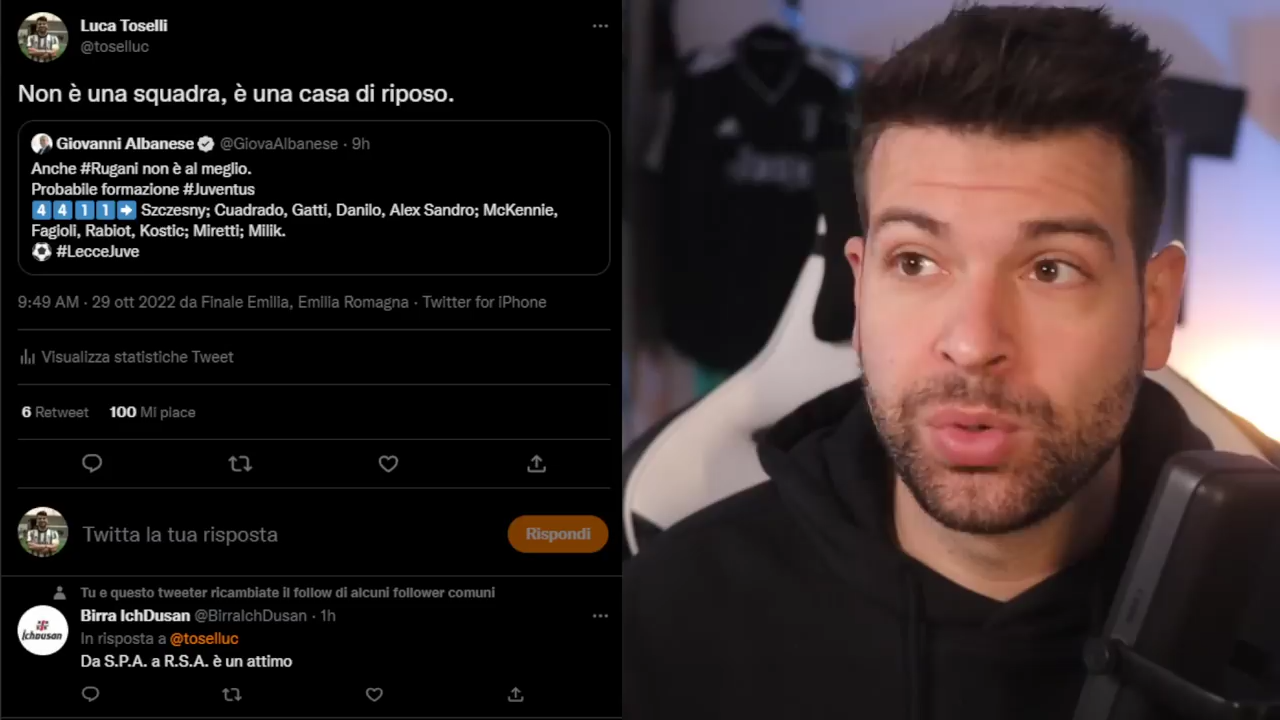 Luca Toselli
@toselluc
Non è una squadra, è una casa di riposo.
Giovanni Albanese @GiovaAlbanese · 9h
Anche #Rugani non è al meglio.
Probabile formazione #Juventus
4 4 1 1 ➡ Szczesny; Cuadrado, Gatti, Danilo, Alex Sandro; McKennie,
Fagioli, Rabiot, Kostic; Miretti; Milik.
⚽ #LecceJuve
9:49 AM · 29 ott 2022 da Finale Emilia, Emilia Romagna · Twitter for iPhone
Visualizza statistiche Tweet
6 Retweet 100 Mi piace
Twitta la tua risposta
Rispondi
Tu e questo tweeter ricambiate il follow di alcuni follower comuni
Birra IchDusan @BirraIchDusan · 1h
Ichdusan
In risposta a @toselluc
Da S.P.A. a R.S.A. è un attimo